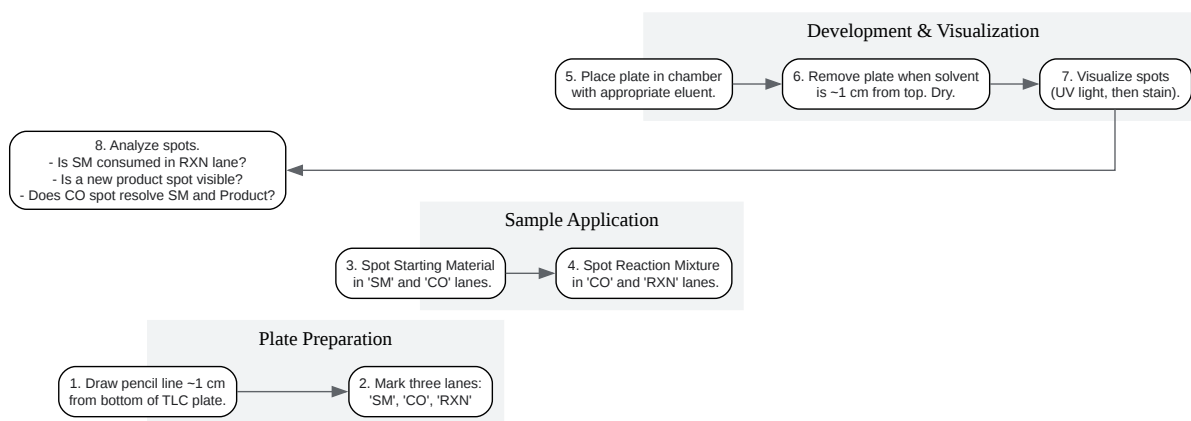 Development & Visualization
5. Place plate in chamber
with appropriate eluent.
6. Remove plate when solvent
is ~1 cm from top. Dry.
7. Visualize spots
(UV light, then stain).
8. Analyze spots.
- Is SM consumed in RXN lane?
- Is a new product spot visible?
- Does CO spot resolve SM and Product?
Sample Application
3. Spot Starting Material
in 'SM' and 'CO' lanes.
4. Spot Reaction Mixture
in 'CO' and 'RXN' lanes.
Plate Preparation
1. Draw pencil line ~1 cm
from bottom of TLC plate.
2. Mark three lanes:
'SM', 'CO', 'RXN'